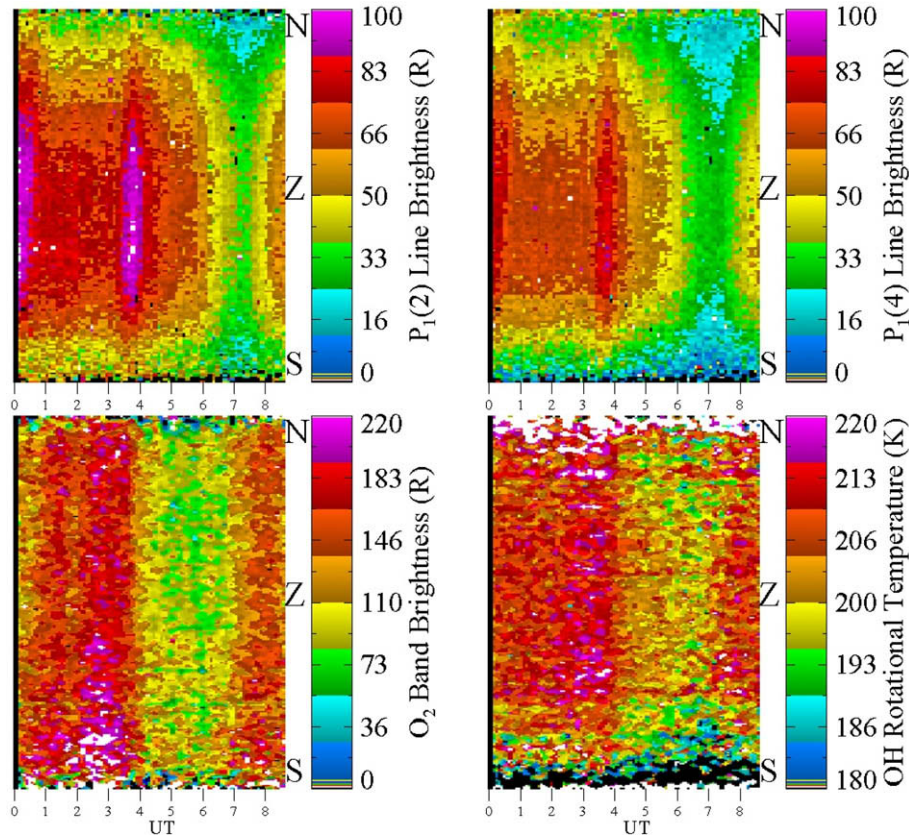 N
Z
S
0 1 2 3 4 5 6 7 8
100
83
66
50
33
16
0
P₁(2) Line Brightness (R)
N
Z
S
0 1 2 3 4 5 6 7 8
100
83
66
50
33
16
0
P₁(4) Line Brightness (R)
N
Z
S
0 1 2 3 4 5 6 7 8
UT
220
183
146
110
73
36
0
O₂ Band Brightness (R)
N
Z
S
0 1 2 3 4 5 6 7 8
UT
220
213
206
200
193
186
180
OH Rotational Temperature (K)